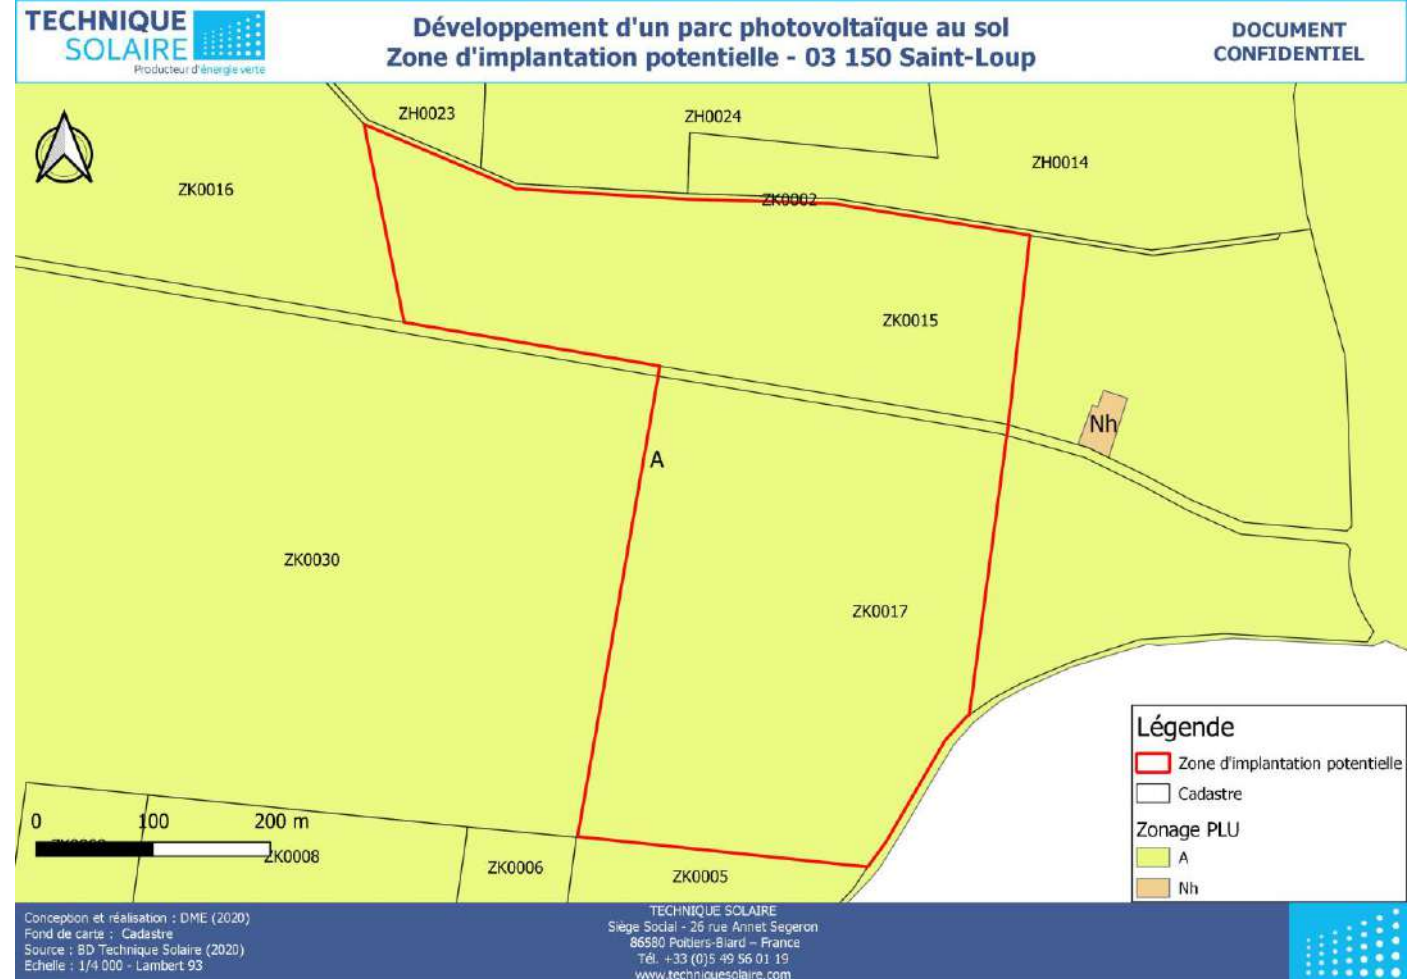 TECHNIQUE
SOLAIRE
Producteur d'énergie verte
Développement d'un parc photovoltaïque au sol
Zone d'implantation potentielle - 03 150 Saint-Loup
DOCUMENT
CONFIDENTIEL
ZH0023
ZH0024
ZH0014
ZK0016
ZK0002
ZK0015
Nh
A
ZK0030
ZK0017
0 100 200 m
ZK0008
ZK0006
ZK0005
Légende
Zone d'implantation potentielle
Cadastre
Zonage PLU
A
Nh
Conception et réalisation : DME (2020)
Fond de carte : Cadastre
Source : BD Technique Solaire (2020)
Echelle : 1/4 000 - Lambert 93
TECHNIQUE SOLAIRE
Siège Social - 26 rue Annet Segeron
86580 Poitiers-Biard – France
Tél. +33 (0)5 49 56 01 19
www.techniquesolaire.com